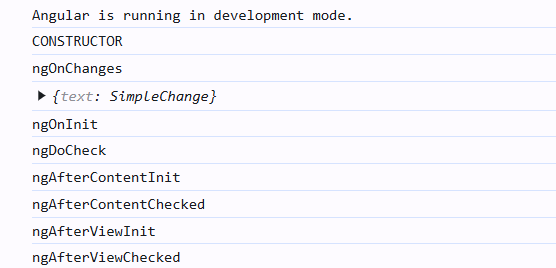 Angular is running in development mode.
CONSTRUCTOR
ngOnChanges
{text: SimpleChange}
ngOnInit
ngDoCheck
ngAfterContentInit
ngAfterContentChecked
ngAfterViewInit
ngAfterViewChecked